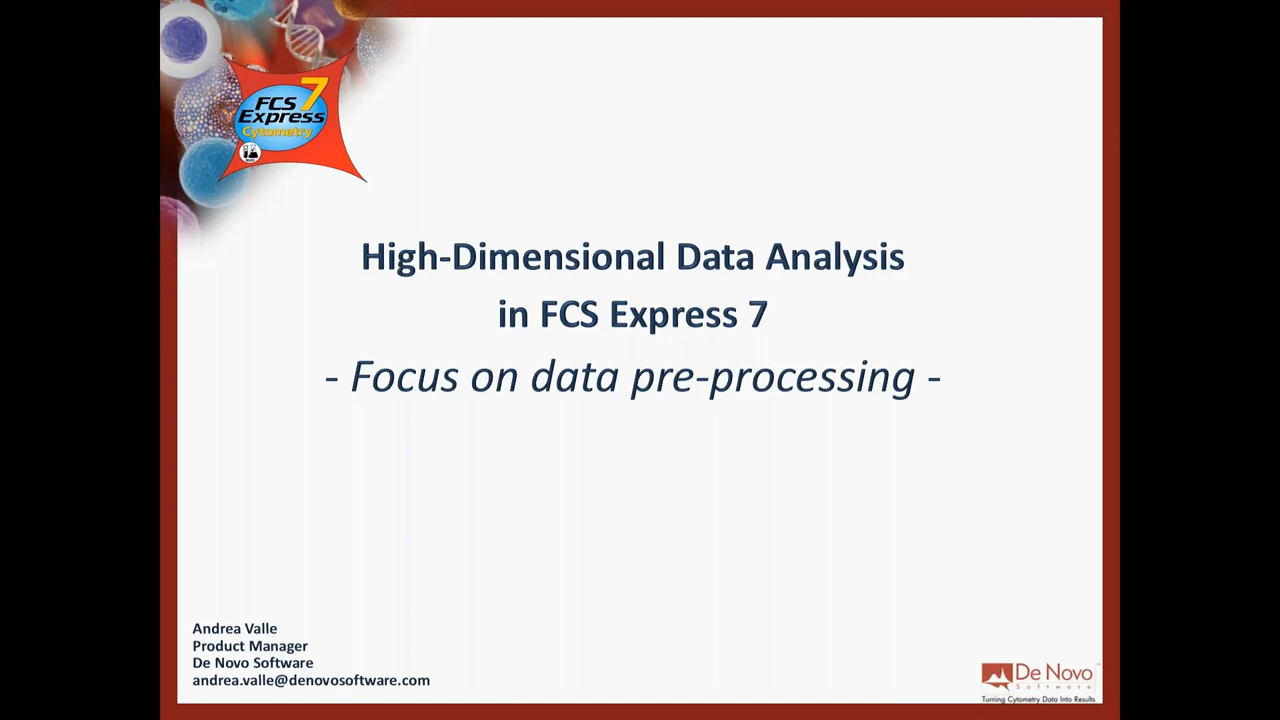 FCS 7
Express
Cytometry
High-Dimensional Data Analysis
in FCS Express 7
- Focus on data pre-processing -
Andrea Valle
Product Manager
De Novo Software
andrea.valle@denovosoftware.com
De Novo
Software
Turning Cytometry Data Into Results